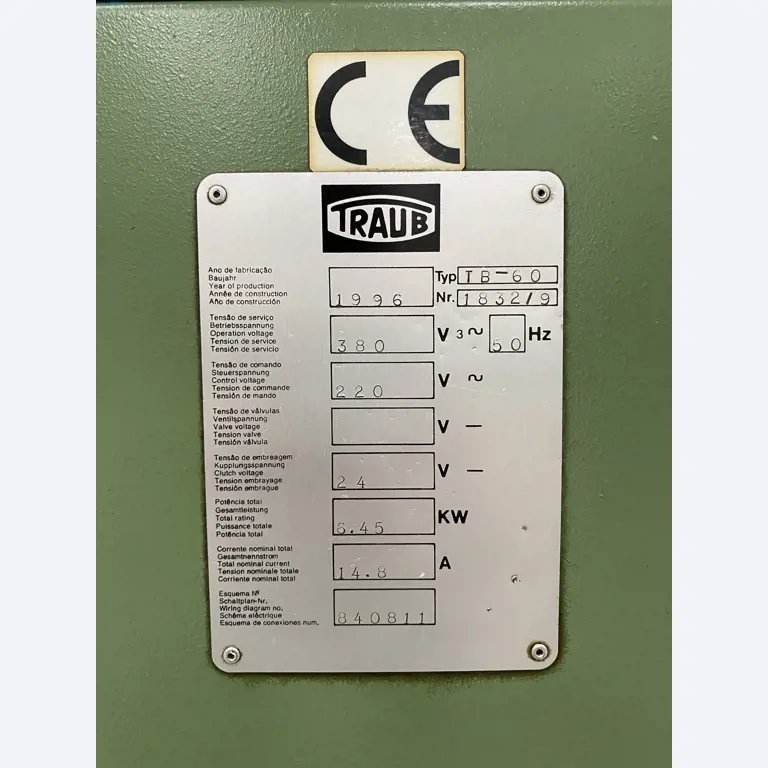 CE
TRAUB
Ano de fabricação
Baujahr
Year of production
Année de construction
Año de construcción
1996
Typ TB-60
Nr. 1832/9
Tensão de serviço
Betriebsspannung
Operation voltage
Tension de service
Tensión de servicio
380 V 3~ 50 Hz
Tensão de comando
Steuerspannung
Control voltage
Tension de commande
Tensión de mando
220 V ~
Tensão de válvulas
Ventilspannung
Valve voltage
Tension valve
Tensión válvula
V —
Tensão de embreagem
Kupplungsspannung
Clutch voltage
Tension embrayage
Tensión embrague
24 V —
Potência total
Gesamtleistung
Total rating
Puissance totale
Potência total
6.45 KW
Corrente nominal total
Gesamtnennstrom
Total nominal current
Tension nominale totale
Corriente nominal total
14.8 A
Esquema Nº
Schaltplan-Nr.
Wiring diagram no.
Schéma eléctrique
Esquema de conexiones num.
840811